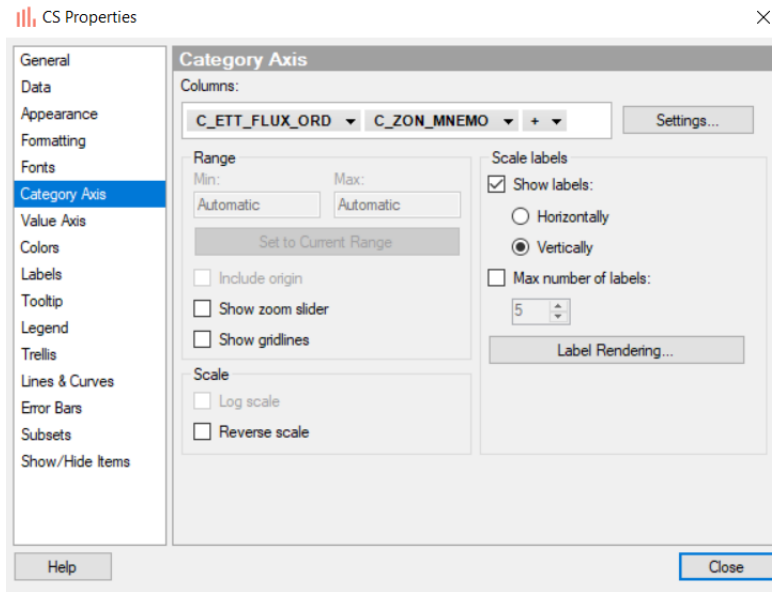 CS Properties
General
Data
Appearance
Formatting
Fonts
Category Axis
Value Axis
Colors
Labels
Tooltip
Legend
Trellis
Lines & Curves
Error Bars
Subsets
Show/Hide Items
Category Axis
Columns:
C_ETT_FLUX_ORD C_ZON_MNEMO +
Settings...
Range
Min: Max:
Automatic Automatic
Set to Current Range
Include origin
Show zoom slider
Show gridlines
Scale
Log scale
Reverse scale
Scale labels
Show labels:
Horizontally
Vertically
Max number of labels:
5
Label Rendering...
Help Close